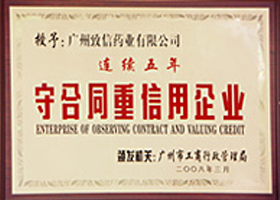 授予：广州致信药业有限公司
连续五年
守合同重信用企业
ENTERPRISE OF OBSERVING CONTRACT AND VALUING CREDIT
颁发机关：广州市工商行政管理局
二〇〇八年三月